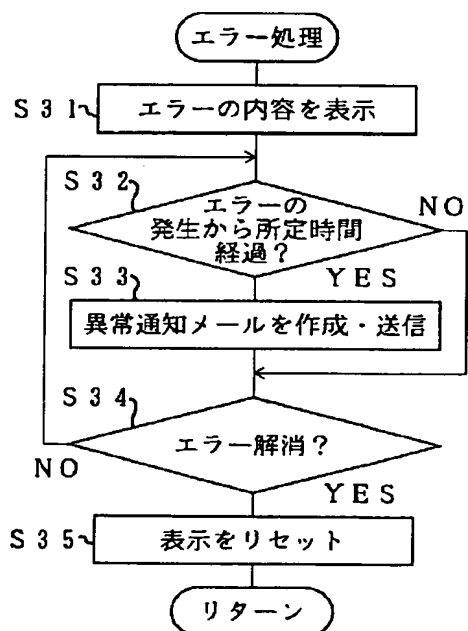 エラー処理
S31
エラーの内容を表示
S32
エラーの
発生から所定時間
経過?
NO
YES
S33
異常通知メールを作成・送信
S34
エラー解消?
NO
YES
S35
表示をリセット
リターン